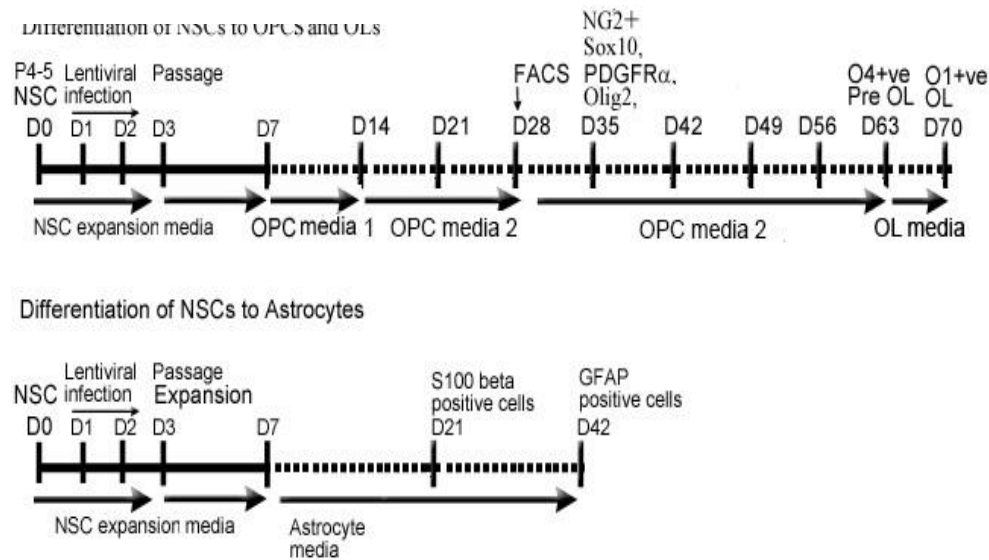 Differentiation of NSCs to OPCS and OLs
NG2+
Sox10,
PDGFRα,
Olig2,
P4-5
NSC
Lentiviral
infection
Passage
FACS
O4+ve
Pre OL
O1+ve
OL
D0 D1 D2 D3 D7 D14 D21 D28 D35 D42 D49 D56 D63 D70
NSC expansion media OPC media 1 OPC media 2 OPC media 2 OL media
Differentiation of NSCs to Astrocytes
NSC
Lentiviral
infection
Passage
Expansion
S100 beta
positive cells
GFAP
positive cells
D0 D1 D2 D3 D7 D21 D42
NSC expansion media
Astrocyte
media